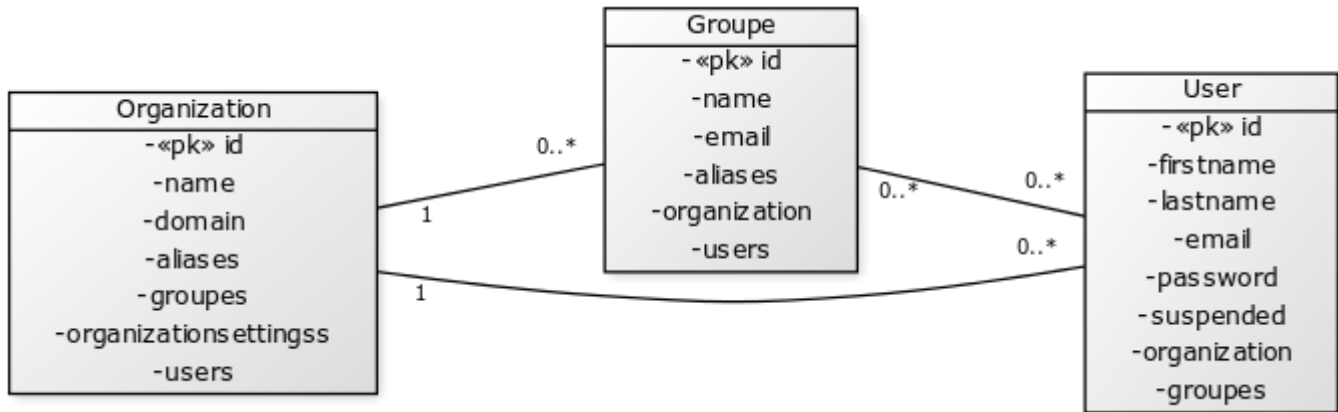 Organization
-«pk» id
-name
-domain
-aliases
-groupes
-organizationsettingss
-users
1
0..*
1
Groupe
-«pk» id
-name
-email
-aliases
-organization
-users
0..*
0..*
0..*
User
-«pk» id
-firstname
-lastname
-email
-password
-suspended
-organization
-groupes